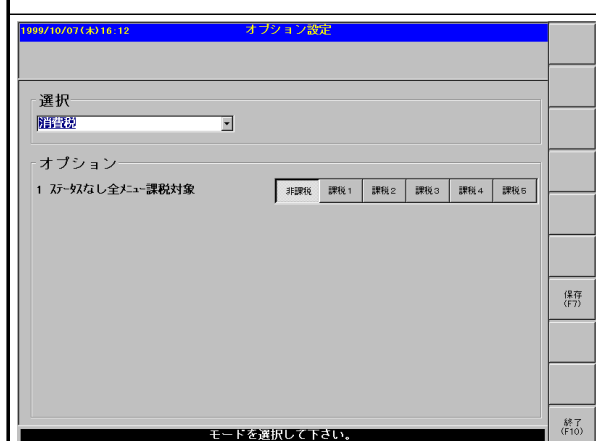 1999/10/07(木)16:12 オプション設定
選択
消費税
オプション
1 ｽﾃｰﾀｽなし全ﾒﾆｭｰ課税対象 非課税 課税1 課税2 課税3 課税4 課税5
保存
(F7)
終了
(F10)
モードを選択して下さい。